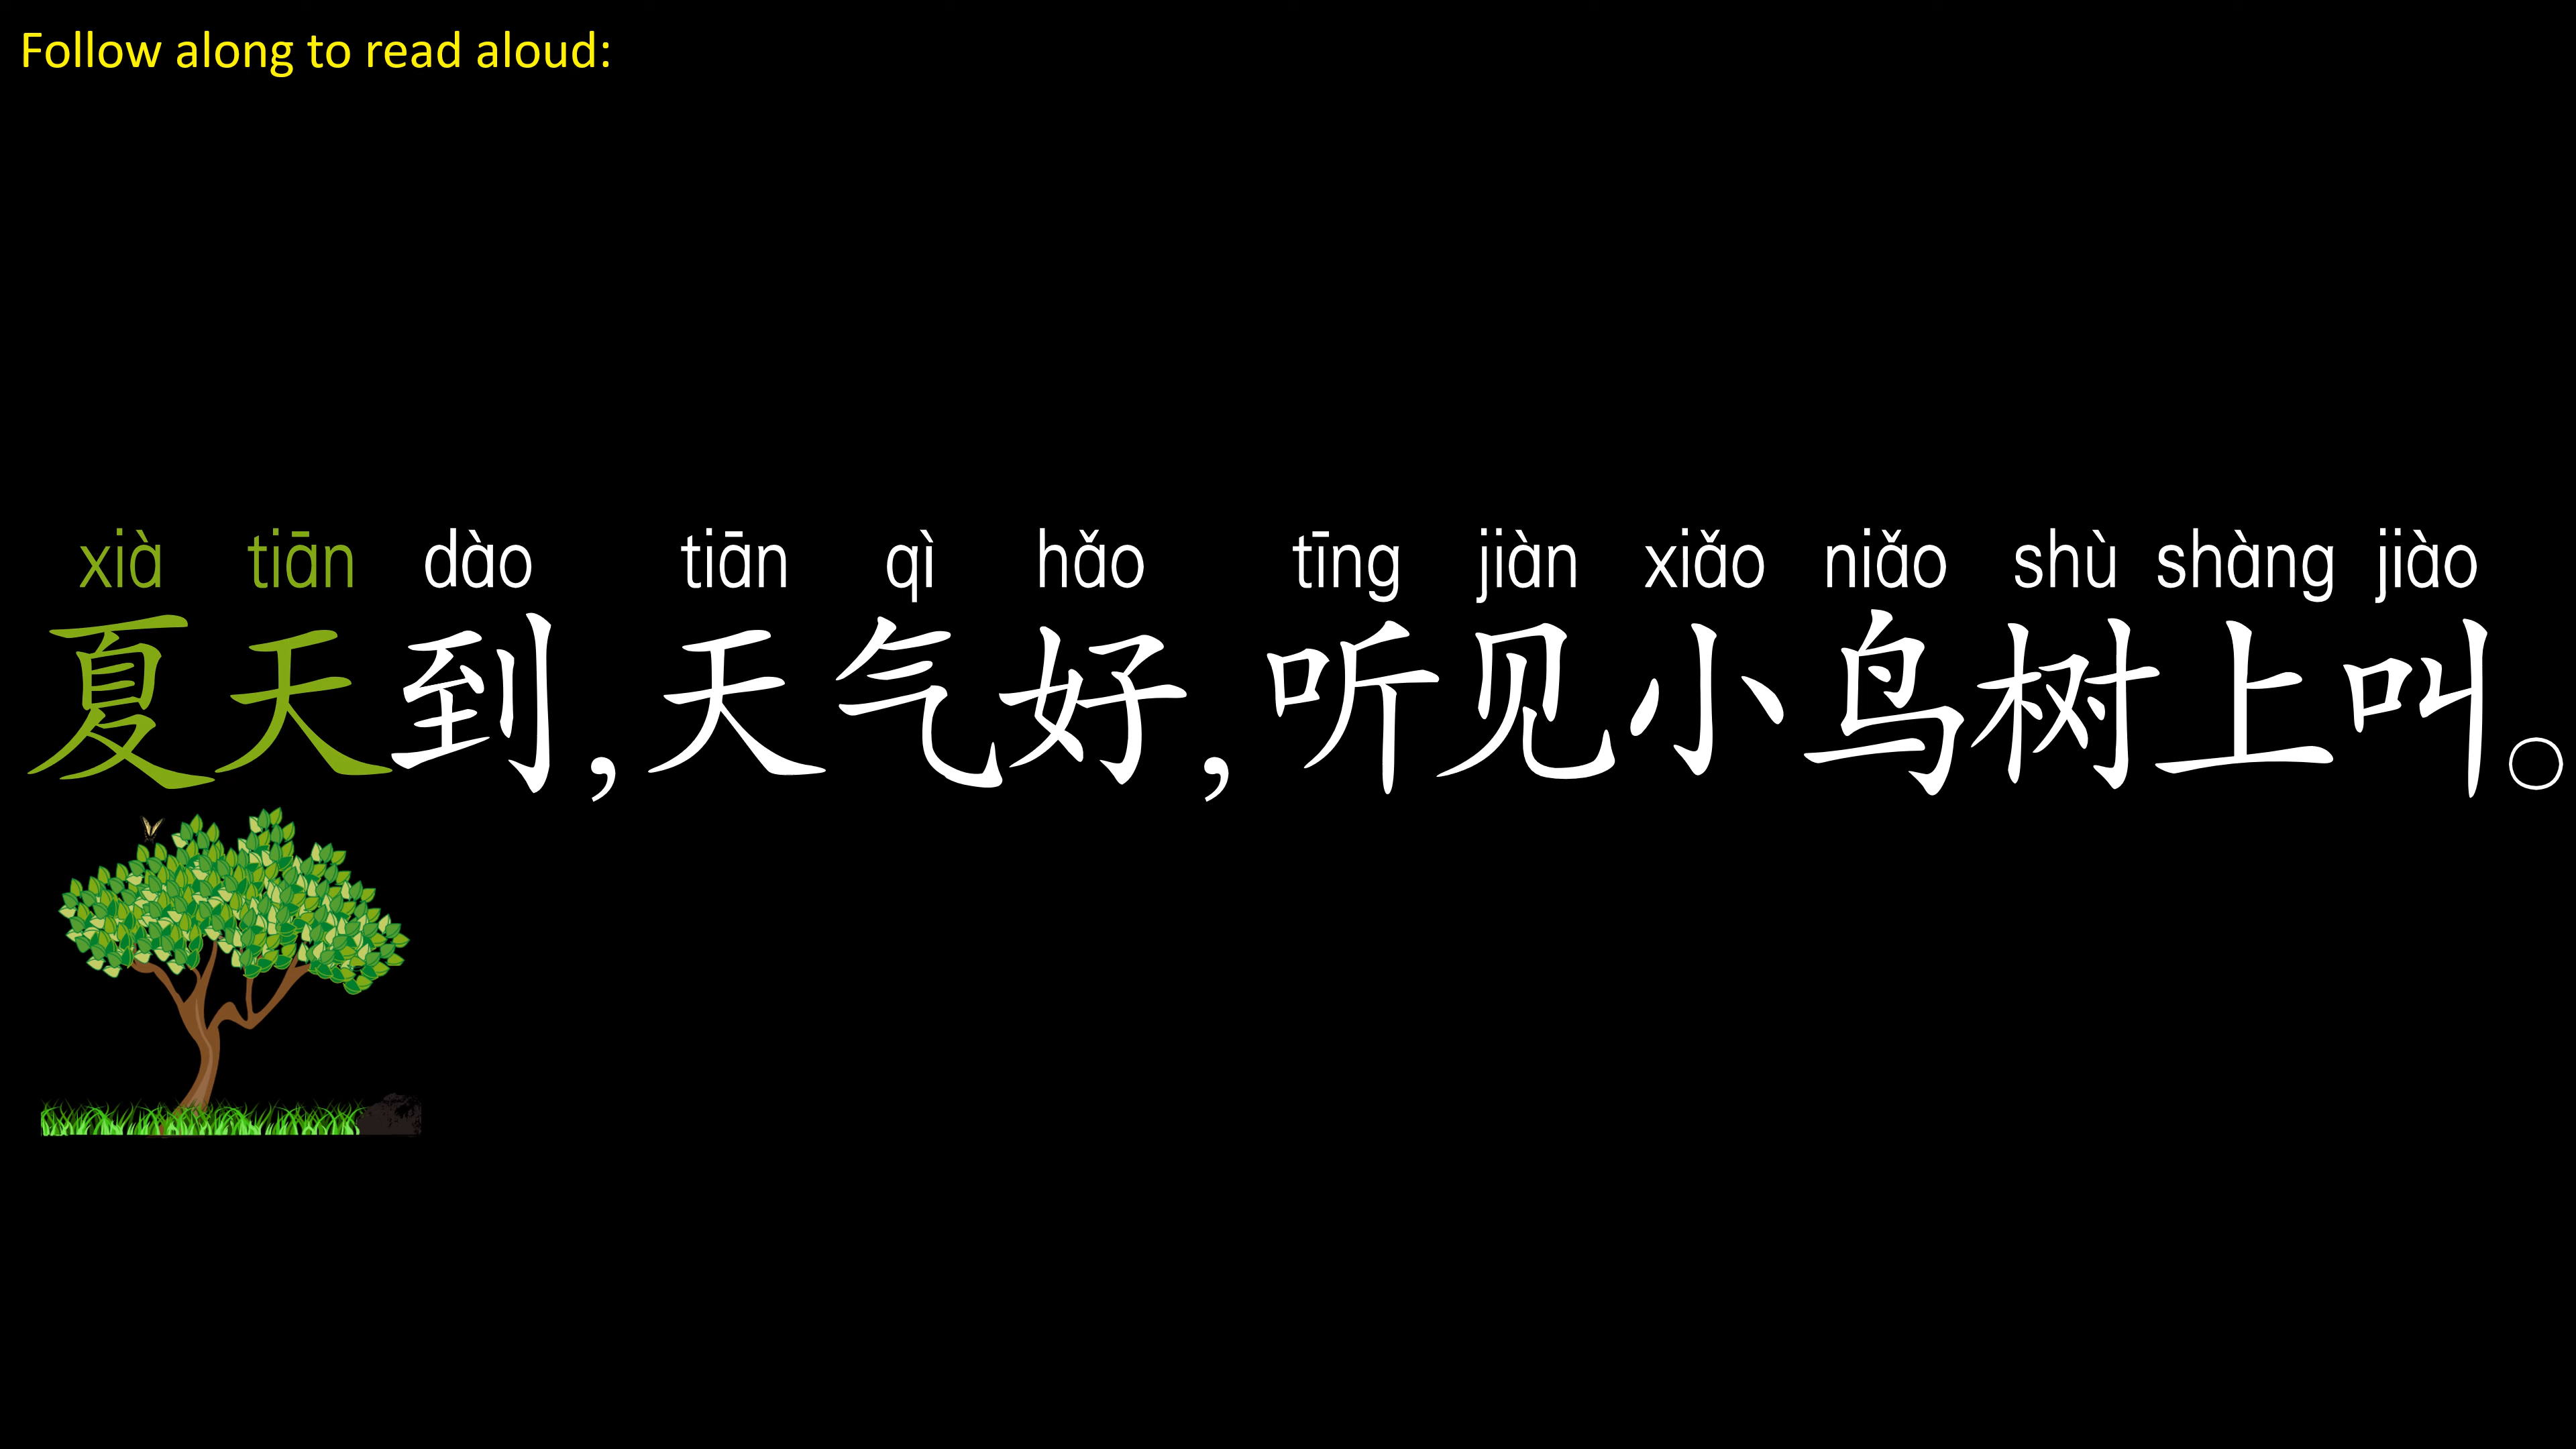 Follow along to read aloud:
xià tiān dào tiān qì hǎo tīng jiàn xiǎo niǎo shù shàng jiào
夏天到,天气好,听见小鸟树上叫。